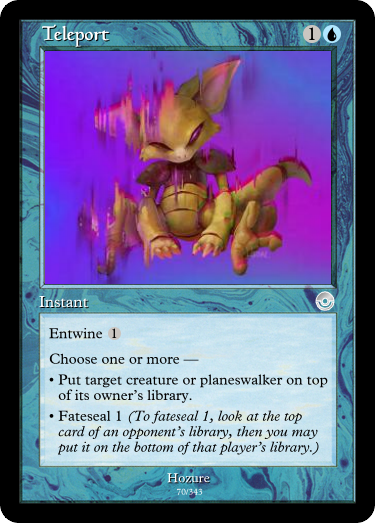 Teleport 1
Instant
Entwine 1
Choose one or more —
• Put target creature or planeswalker on top
of its owner's library.
• Fateseal 1 (To fateseal 1, look at the top
card of an opponent's library, then you may
put it on the bottom of that player's library.)
Hozure
70/343